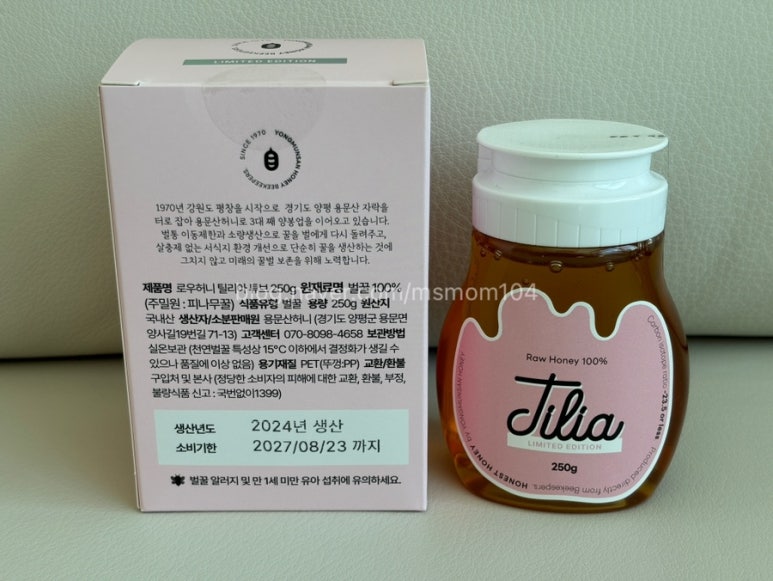 LIMITED EDITION
SINCE 1970 YONGMUNSAN HONEY BEEKEEPERS
1970년 강원도 평창을 시작으로 경기도 양평 용문산 자락을
터로 잡아 용문산허니로 3대 째 양봉업을 이어오고 있습니다.
벌통 이동제한과 소량생산으로 꿀을 벌에게 다시 돌려주고,
살충제 없는 서식지 환경 개선으로 단순히 꿀을 생산하는 것에
그치지 않고 미래의 꿀벌 보존을 위해 노력합니다.
제품명 로우허니 틸리아 튜브 250g 원재료명 벌꿀 100%
(주밀원 : 피나무꿀) 식품유형 벌꿀 용량 250g 원산지
국내산 생산자/소분판매원 용문산허니 (경기도 양평군 용문면
양사길19번길 71-13) 고객센터 070-8098-4658 보관방법
실온보관 (천연벌꿀 특성상 15°C 이하에서 결정화가 생길 수
있으나 품질에 이상 없음) 용기재질 PET(뚜껑:PP) 교환/환불
구입처 및 본사 (정당한 소비자의 피해에 대한 교환, 환불, 부정,
불량식품 신고 : 국번없이1399)
생산년도 2024년 생산
소비기한 2027/08/23 까지
벌꿀 알러지 및 만 1세 미만 유아 섭취에 유의하세요.
Raw Honey 100%
Tilia
LIMITED EDITION
250g
HONEST HONEY by YONGMUNSAN HONEY
Carbon isotope ratio -23.5 or less
Produced directly from Beekeepers. HONEST HONEY
blog.naver.com/msmom104